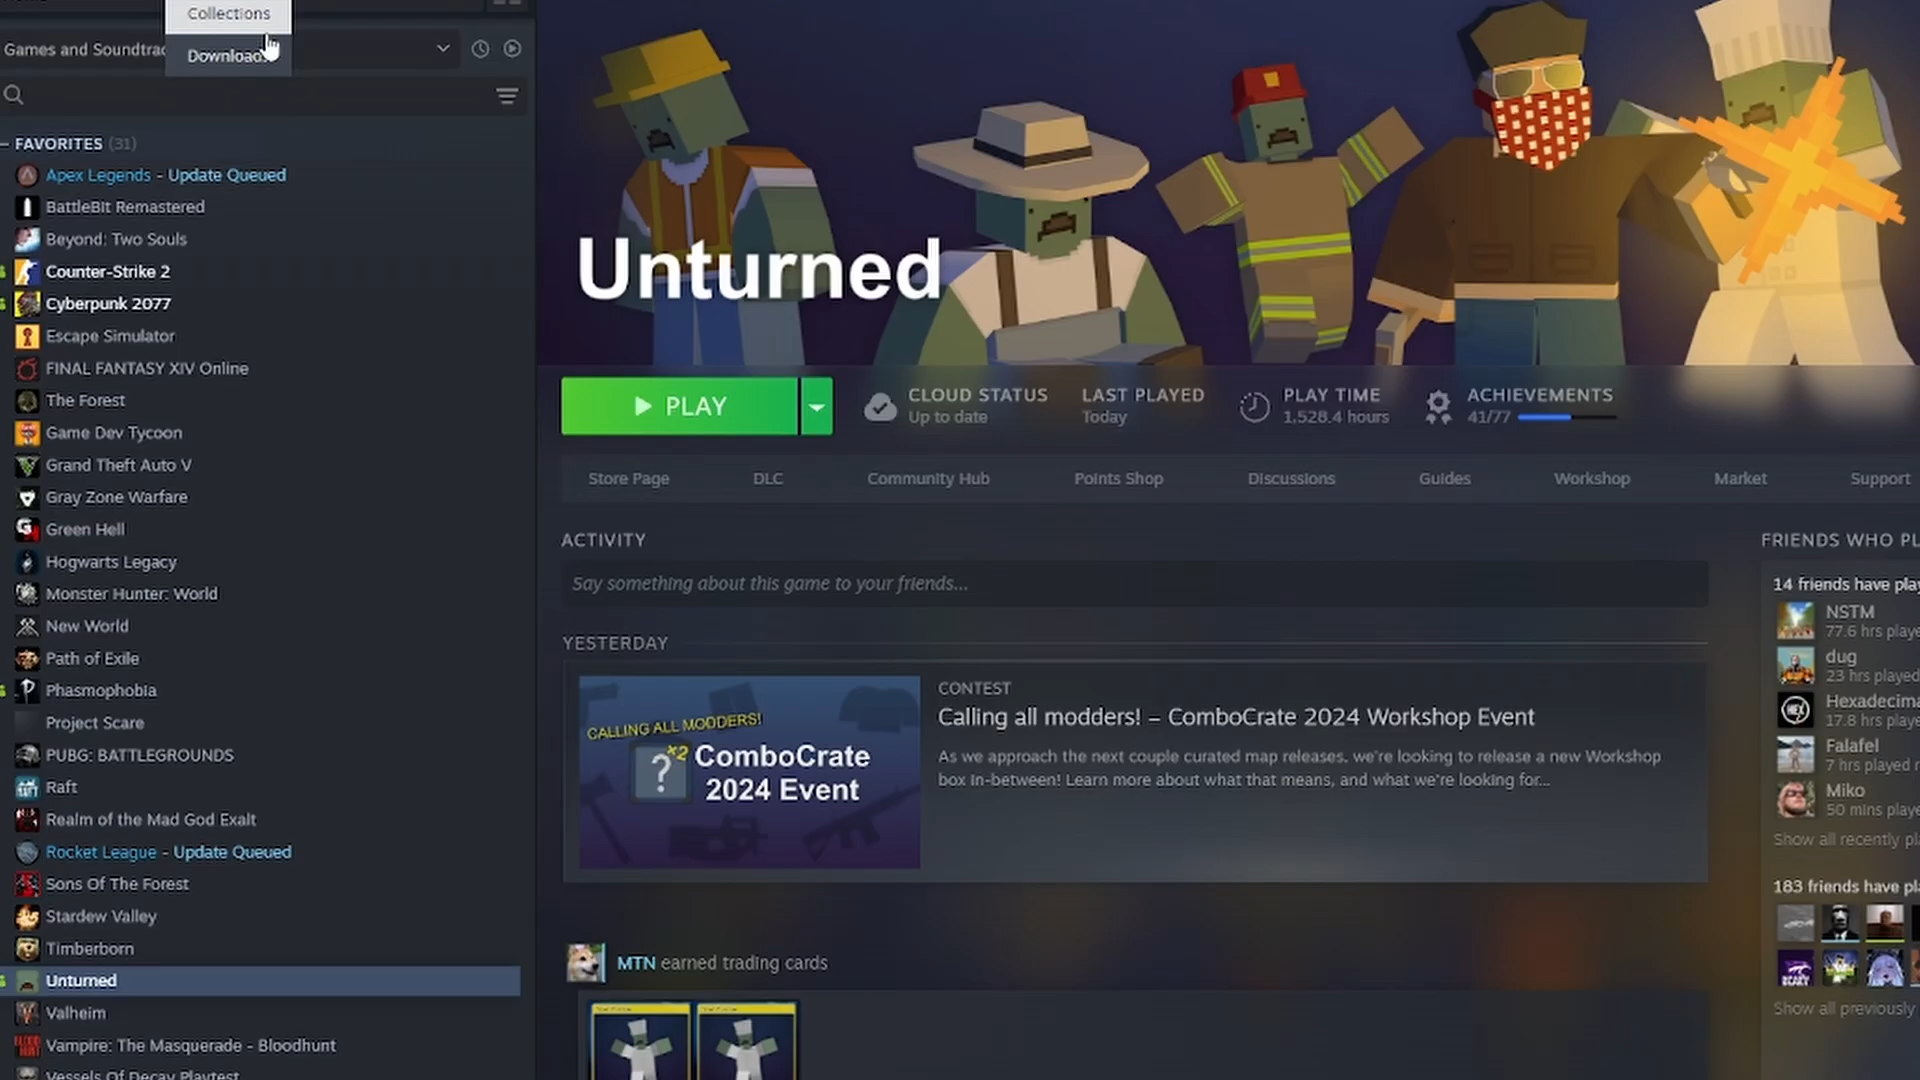 Collections
Games and Soundtrac
Downloads
FAVORITES (31)
Apex Legends - Update Queued
BattleBit Remastered
Beyond: Two Souls
Counter-Strike 2
Cyberpunk 2077
Escape Simulator
FINAL FANTASY XIV Online
The Forest
Game Dev Tycoon
Grand Theft Auto V
Gray Zone Warfare
Green Hell
Hogwarts Legacy
Monster Hunter: World
New World
Path of Exile
Phasmophobia
Project Scare
PUBG: BATTLEGROUNDS
Raft
Realm of the Mad God Exalt
Rocket League - Update Queued
Sons Of The Forest
Stardew Valley
Timberborn
Unturned
Valheim
Vampire: The Masquerade - Bloodhunt
Vessels Of Decay Playtest
Unturned
PLAY
CLOUD STATUS
Up to date
LAST PLAYED
Today
PLAY TIME
1,528.4 hours
ACHIEVEMENTS
41/77
Store Page DLC Community Hub Points Shop Discussions Guides Workshop Market Support
ACTIVITY
Say something about this game to your friends...
YESTERDAY
CALLING ALL MODDERS!
? +2 ComboCrate
2024 Event
CONTEST
Calling all modders! – ComboCrate 2024 Workshop Event
As we approach the next couple curated map releases, we're looking to release a new Workshop
box in-between! Learn more about what that means, and what we're looking for...
MTN earned trading cards
FRIENDS WHO PL
14 friends have play
NSTM
77.6 hrs playe
dug
23 hrs played
HEX
Hexadecima
17.8 hrs playe
Falafel
7 hrs played r
Miko
50 mins playe
Show all recently pla
183 friends have pla
Show all previously